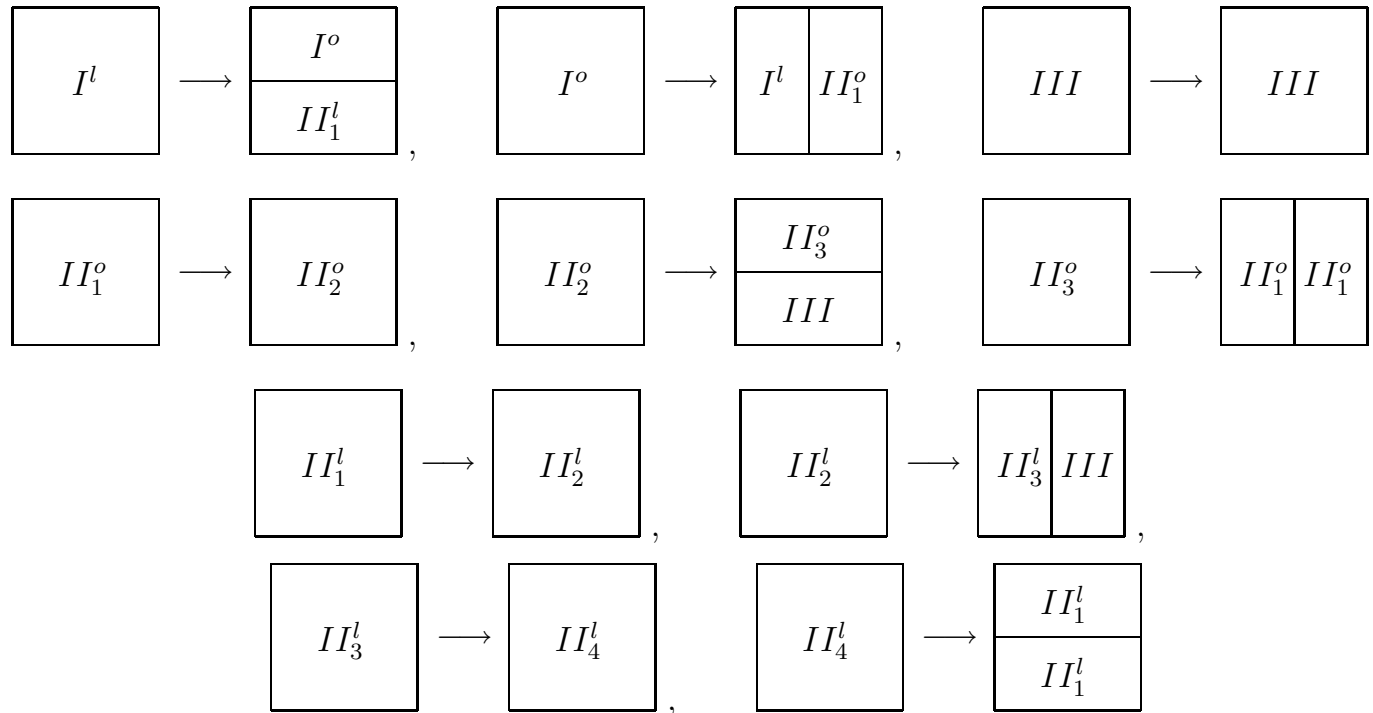 $I^l$ ⟶ $I^o$ $II_1^l$ , $I^o$ ⟶ $I^l$ $II_1^o$ , $III$ ⟶ $III$
$II_1^o$ ⟶ $II_2^o$ , $II_2^o$ ⟶ $II_3^o$ $III$ , $II_3^o$ ⟶ $II_1^o$ $II_1^o$
$II_1^l$ ⟶ $II_2^l$ , $II_2^l$ ⟶ $II_3^l$ $III$ ,
$II_3^l$ ⟶ $II_4^l$ , $II_4^l$ ⟶ $II_1^l$ $II_1^l$